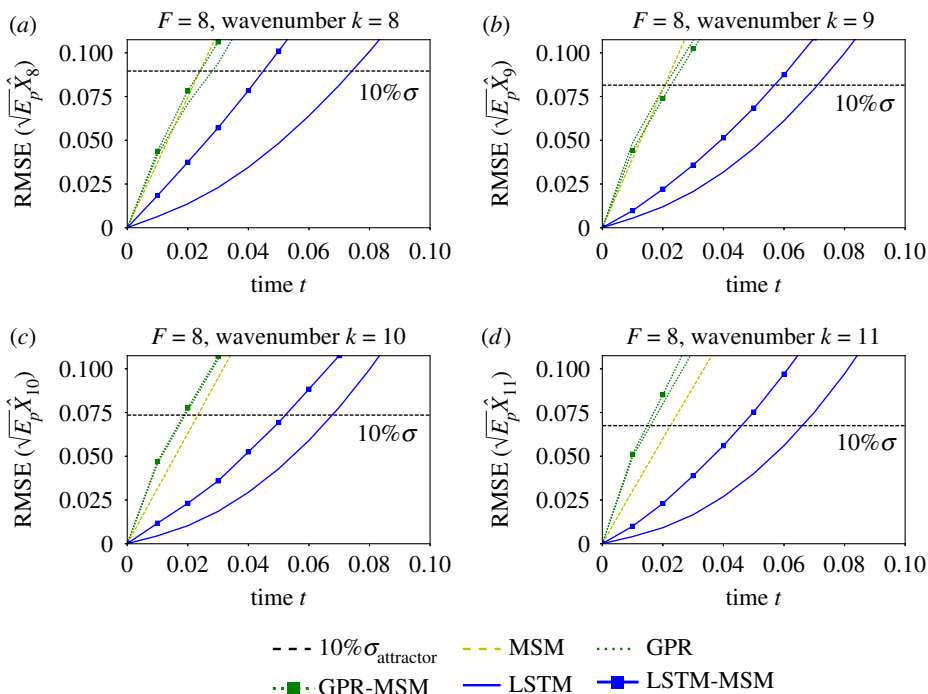 (a) F = 8, wavenumber k = 8
RMSE (√E_p X̂_8)
0.100
0.075
0.050
0.025
0
10%σ
0 0.02 0.04 0.06 0.08 0.10
time t
(b) F = 8, wavenumber k = 9
RMSE (√E_p X̂_9)
0.100
0.075
0.050
0.025
0
10%σ
0 0.02 0.04 0.06 0.08 0.10
time t
(c) F = 8, wavenumber k = 10
RMSE (√E_p X̂_10)
0.100
0.075
0.050
0.025
0
10%σ
0 0.02 0.04 0.06 0.08 0.10
time t
(d) F = 8, wavenumber k = 11
RMSE (√E_p X̂_11)
0.100
0.075
0.050
0.025
0
10%σ
0 0.02 0.04 0.06 0.08 0.10
time t
10%σ_attractor MSM GPR
GPR-MSM LSTM LSTM-MSM